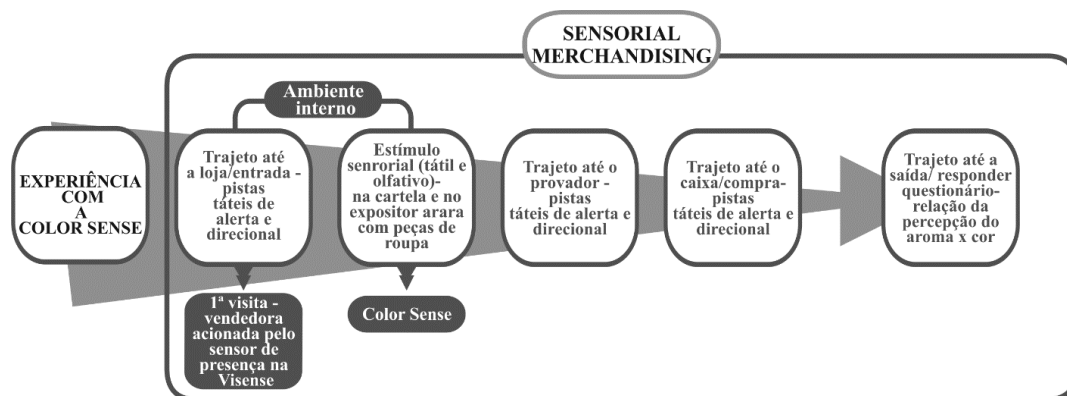 SENSORIAL
MERCHANDISING
Ambiente
interno
EXPERIÊNCIA
COM
A
COLOR SENSE
Trajeto até
a loja/entrada -
pistas
táteis de
alerta e
direcional
Estímulo
senrorial (tátil e
olfativo)-
na cartela e no
expositor arara
com peças de
roupa
Trajeto até o
provador -
pistas
táteis de alerta e
direcional
Trajeto até o
caixa/compra-
pistas
táteis de alerta e
direcional
Trajeto até a
saída/ responder
questionário-
relação da
percepção do
aroma x cor
1ª visita -
vendedora
acionada pelo
sensor de
presença na
Visense
Color Sense